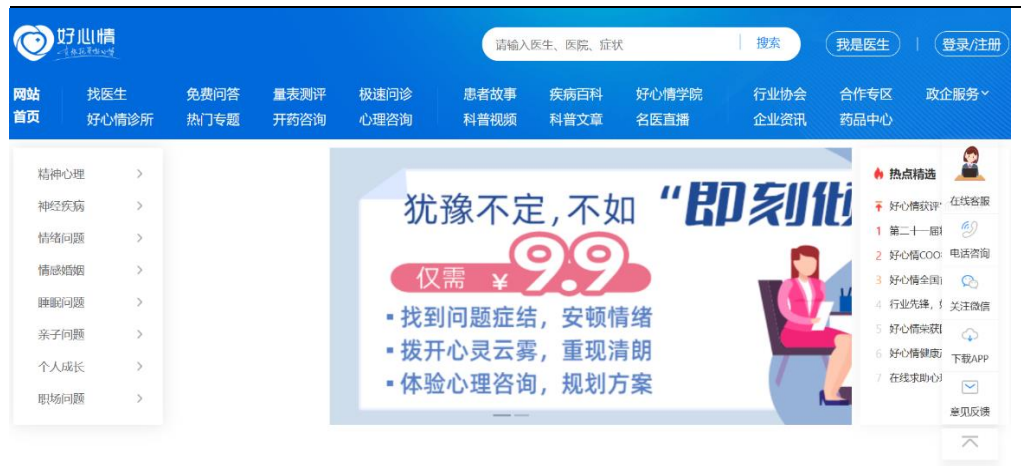 好心情
请输入医生、医院、症状
搜索
我是医生
登录/注册
网站首页
找医生
免费问答
量表测评
极速问诊
患者故事
疾病百科
好心情学院
行业协会
合作专区
政企服务
好心情诊所
热门专题
开药咨询
心理咨询
科普视频
科普文章
名医直播
企业资讯
药品中心
精神心理
神经疾病
情绪问题
情感婚姻
睡眠问题
亲子问题
个人成长
职场问题
犹豫不定,不如 “即刻倾
仅需 ¥ 9.9
▪找到问题症结，安顿情绪
▪拨开心灵云雾，重现清朗
▪体验心理咨询，规划方案
热点精选
好心情获评
1 第二十一届
2 好心情COO
3 好心情全国
4 行业先锋，
5 好心情荣获
6 好心情健康
7 在线求助心
在线客服
电话咨询
关注微信
下载APP
意见反馈